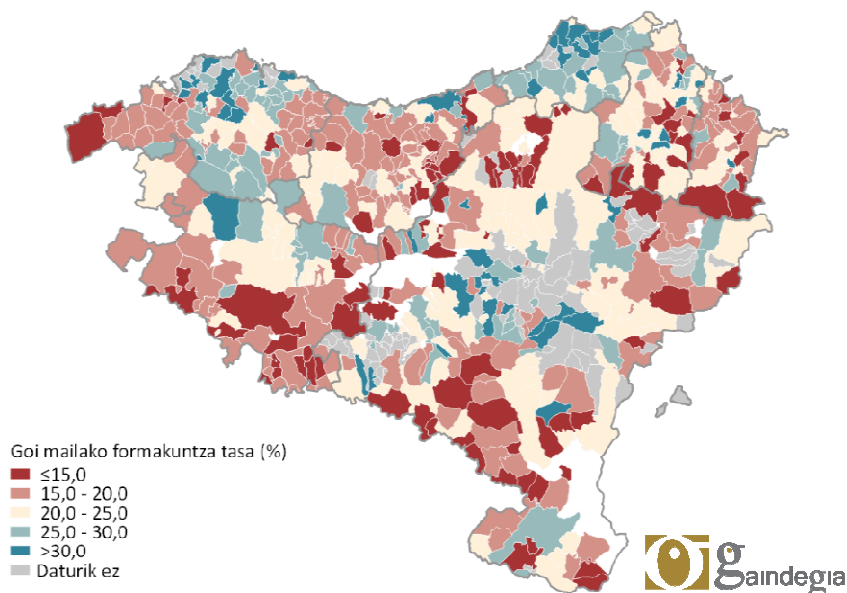 Goi mailako formakuntza tasa (%)
≤15,0
15,0 - 20,0
20,0 - 25,0
25,0 - 30,0
>30,0
Daturik ez
gaindegia